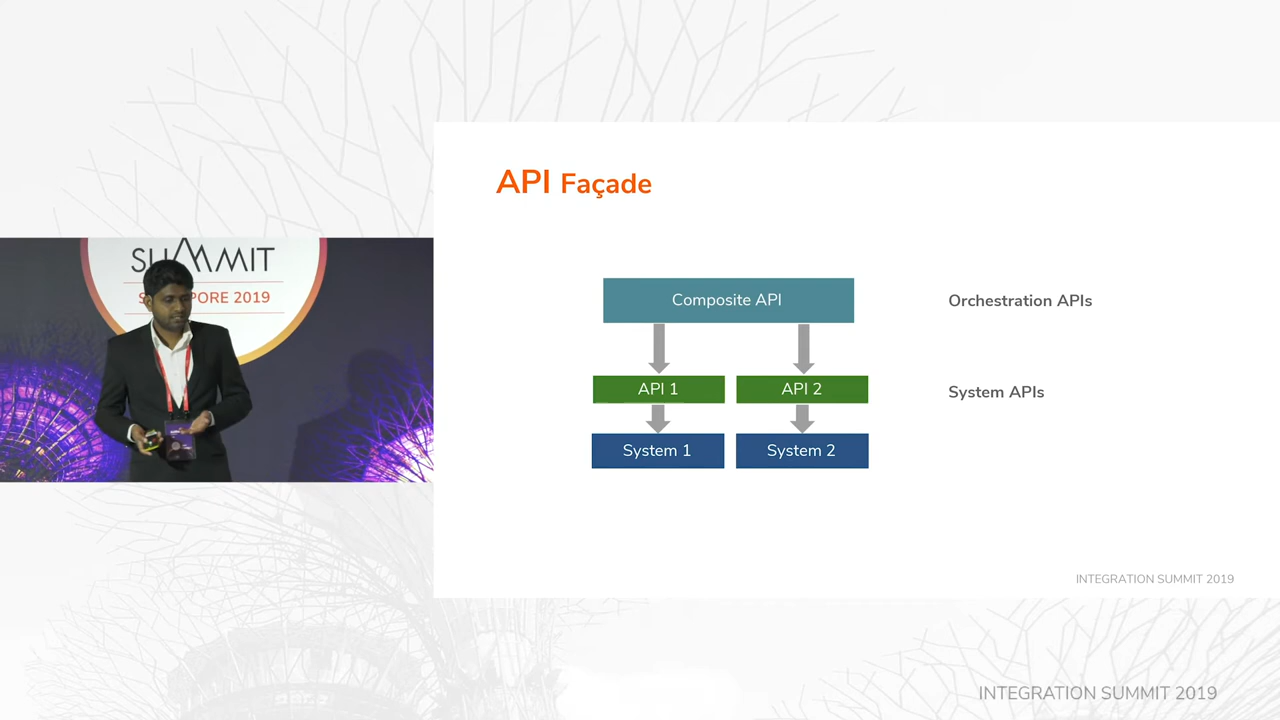 API Façade
SUMMIT
SINGAPORE 2019
Composite API
Orchestration APIs
API 1
API 2
System APIs
System 1
System 2
INTEGRATION SUMMIT 2019
INTEGRATION SUMMIT 2019